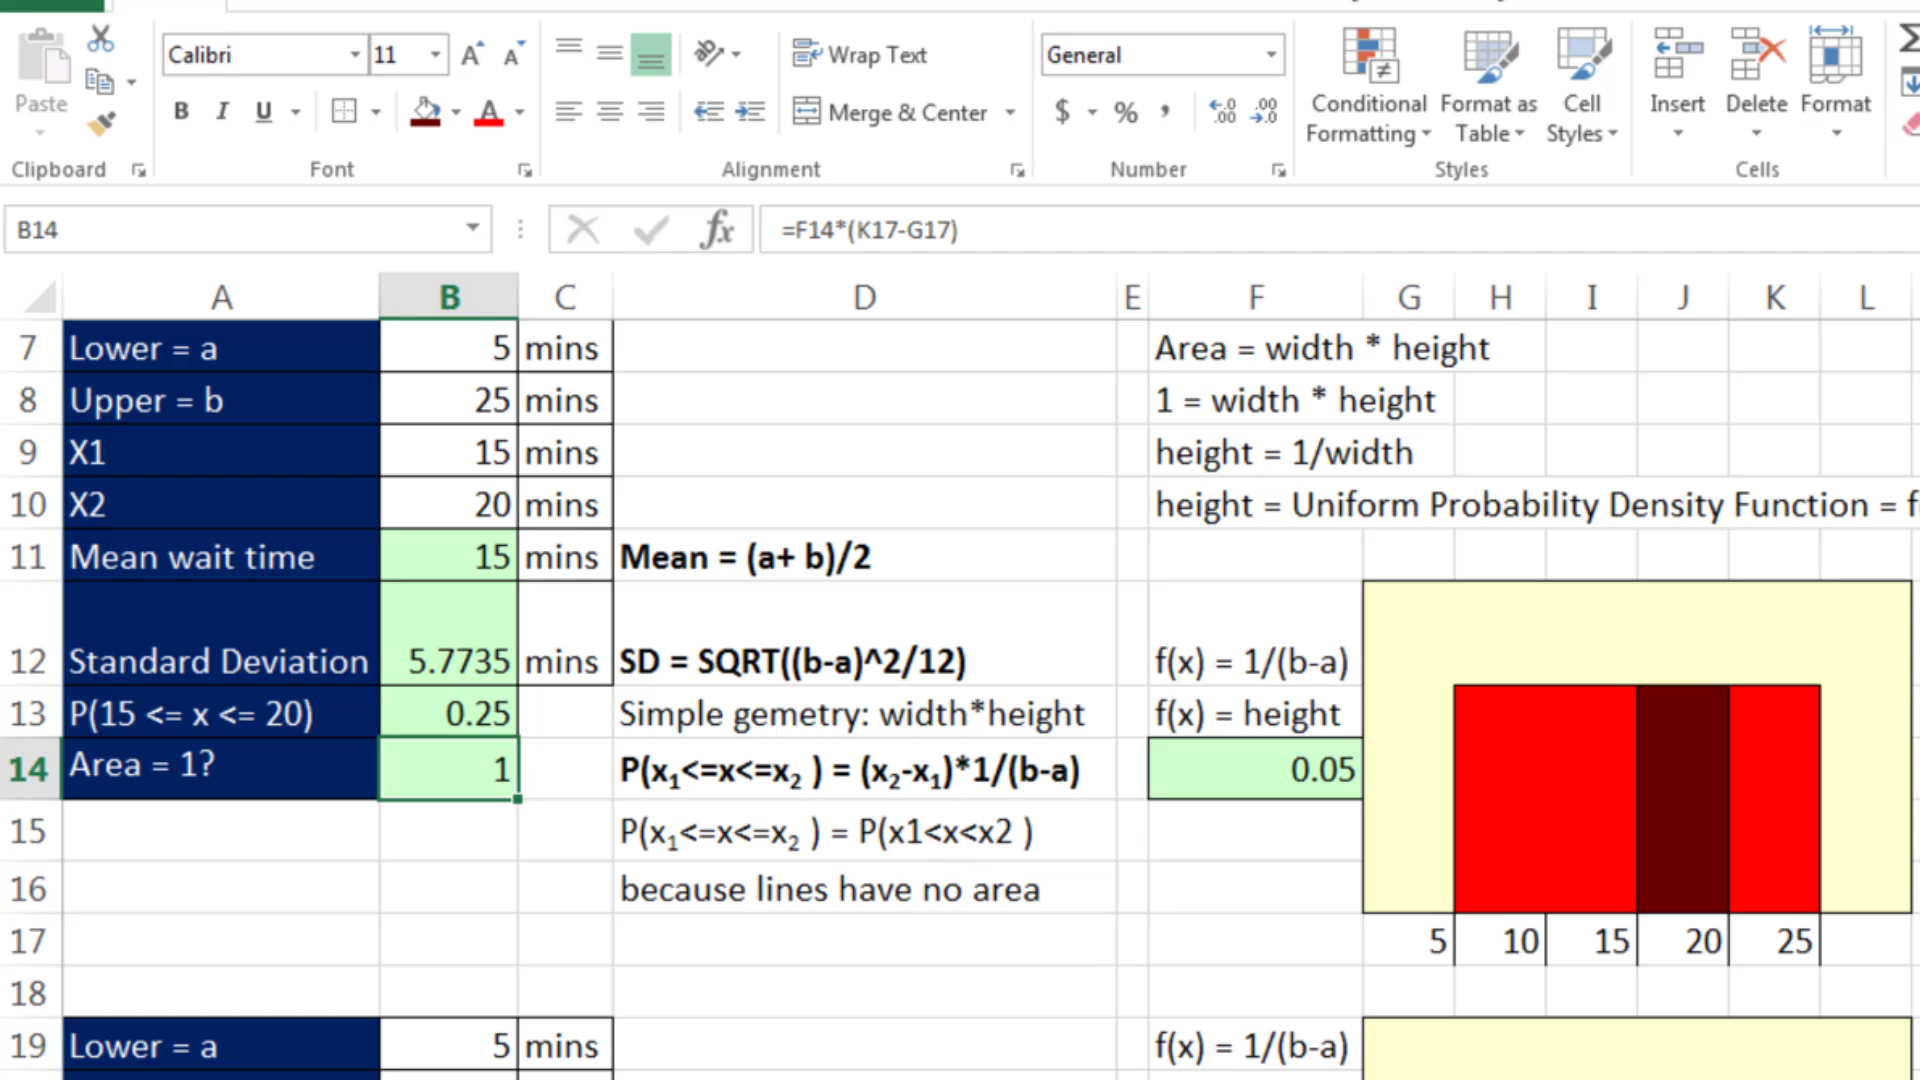 Calibri 11 Wrap Text General
Paste B I U Merge & Center $ % , Conditional Formatting Format as Table Cell Styles Insert Delete Format
Clipboard Font Alignment Number Styles Cells
B14 fx =F14*(K17-G17)
A B C D E F G H I J K L
7 Lower = a 5 mins Area = width * height
8 Upper = b 25 mins 1 = width * height
9 X1 15 mins height = 1/width
10 X2 20 mins height = Uniform Probability Density Function =
11 Mean wait time 15 mins Mean = (a+ b)/2
12 Standard Deviation 5.7735 mins SD = SQRT((b-a)^2/12) f(x) = 1/(b-a)
13 P(15 <= x <= 20) 0.25 Simple gemetry: width*height f(x) = height
14 Area = 1? 1 P(x₁<=x<=x₂ ) = (x₂-x₁)*1/(b-a) 0.05
15 P(x₁<=x<=x₂ ) = P(x1<x<x2 )
16 because lines have no area
17 5 10 15 20 25
18
19 Lower = a 5 mins f(x) = 1/(b-a)